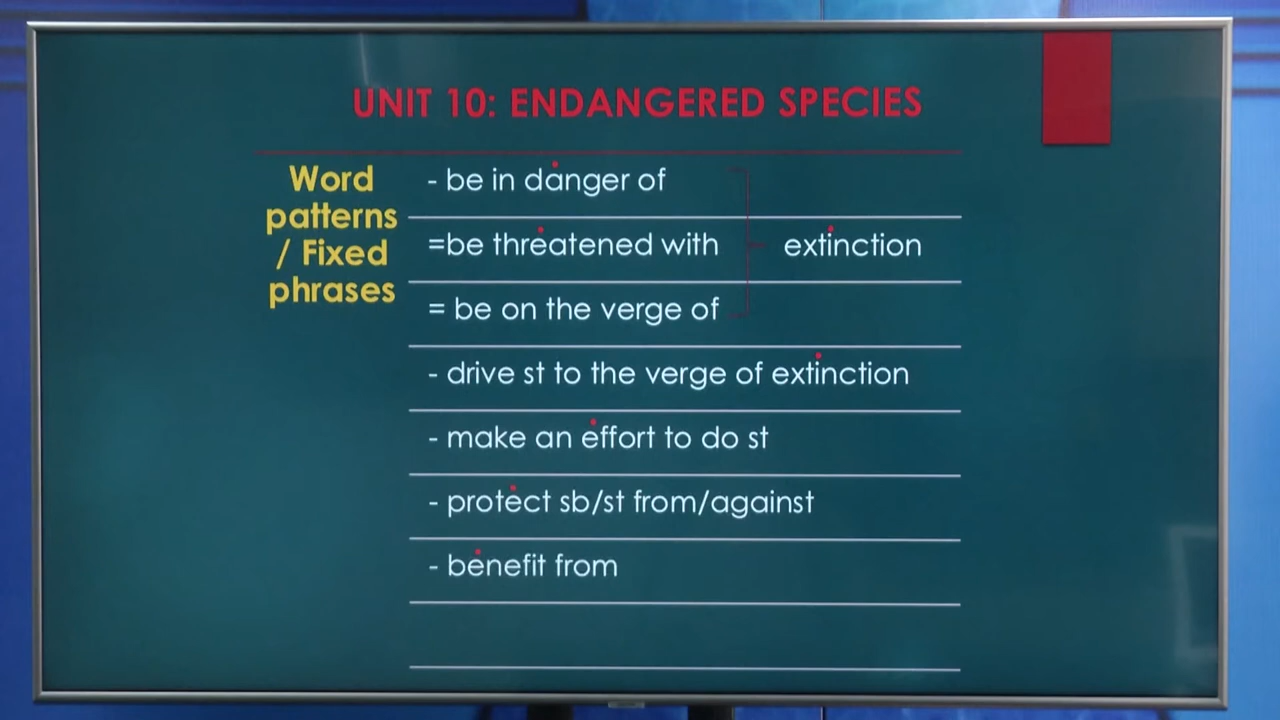 UNIT 10: ENDANGERED SPECIES
Word
patterns
/ Fixed
phrases
- be in danger of
=be threatened with
extinction
= be on the verge of
- drive st to the verge of extinction
- make an effort to do st
- protect sb/st from/against
- benefit from